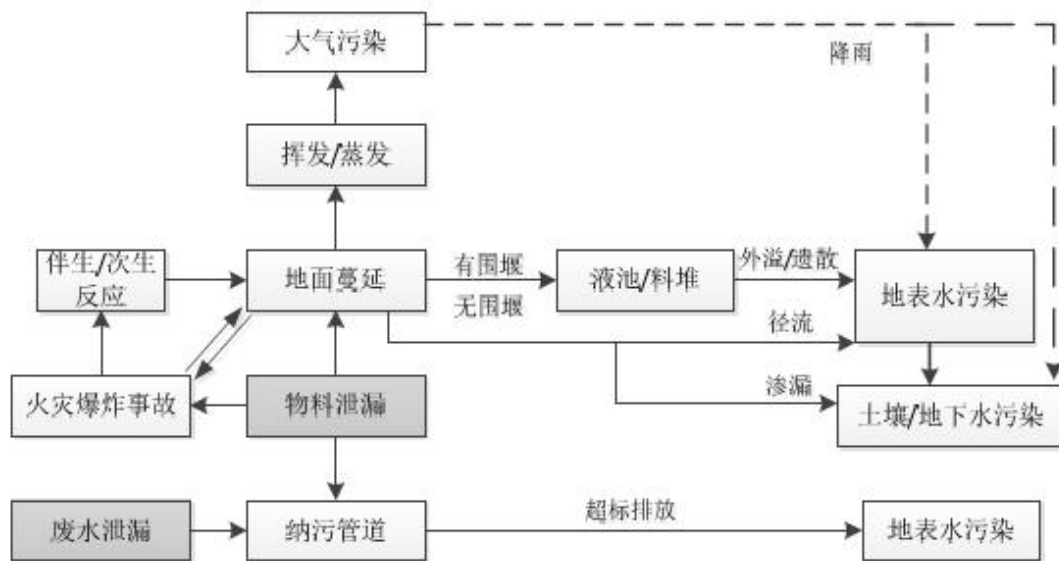 大气污染
降雨
挥发/蒸发
伴生/次生
反应
地面蔓延
有围堰
无围堰
液池/料堆
外溢/遗散
地表水污染
径流
火灾爆炸事故
物料泄漏
渗漏
土壤/地下水污染
废水泄漏
纳污管道
超标排放
地表水污染